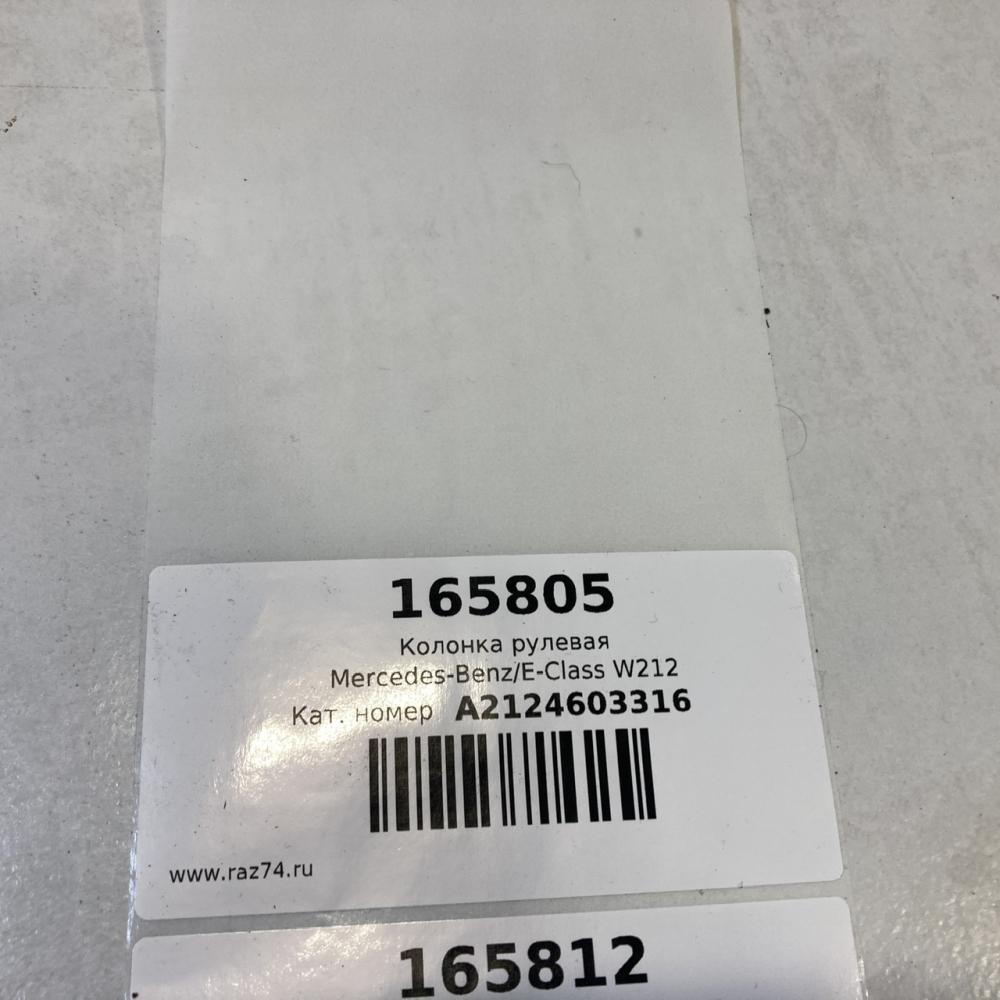 165805
Колонка рулевая
Mercedes-Benz/E-Class W212
Кат. номер A2124603316
www.raz74.ru
165812